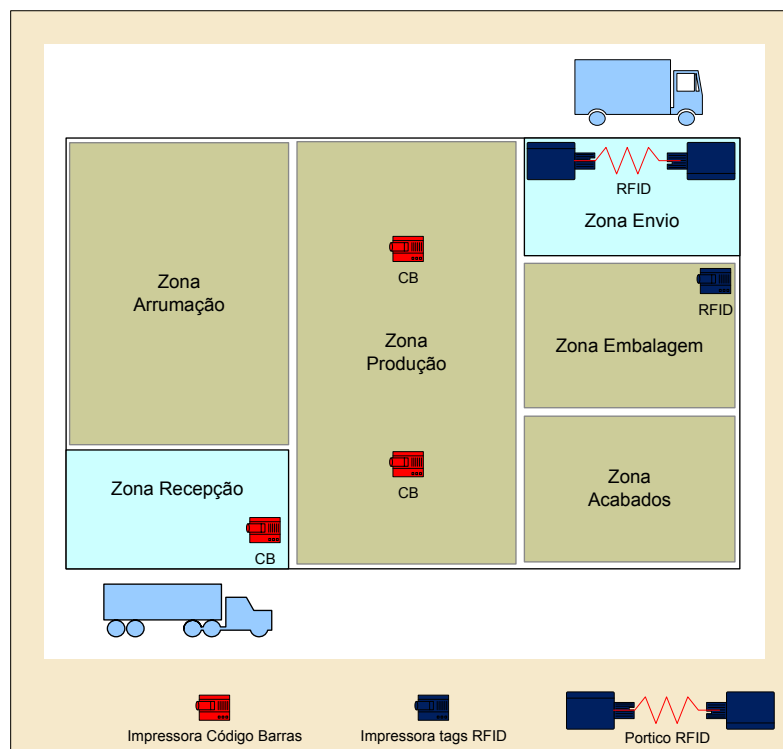 RFID
Zona Envio
CB
Zona
Arrumação
RFID
Zona
Produção
Zona Embalagem
CB
Zona Recepção
Zona
Acabados
CB
Impressora Código Barras
Impressora tags RFID
Portico RFID